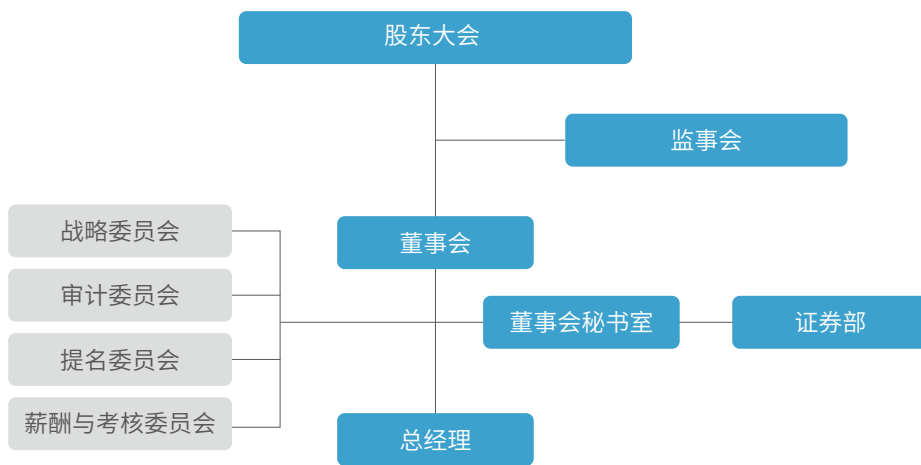 股东大会
监事会
战略委员会
董事会
审计委员会
董事会秘书室
证券部
提名委员会
薪酬与考核委员会
总经理